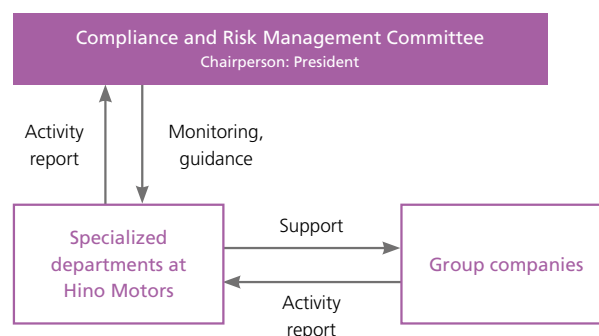 Compliance and Risk Management Committee
Chairperson: President
Activity
report
Monitoring,
guidance
Specialized
departments at
Hino Motors
Support
Activity
report
Group companies